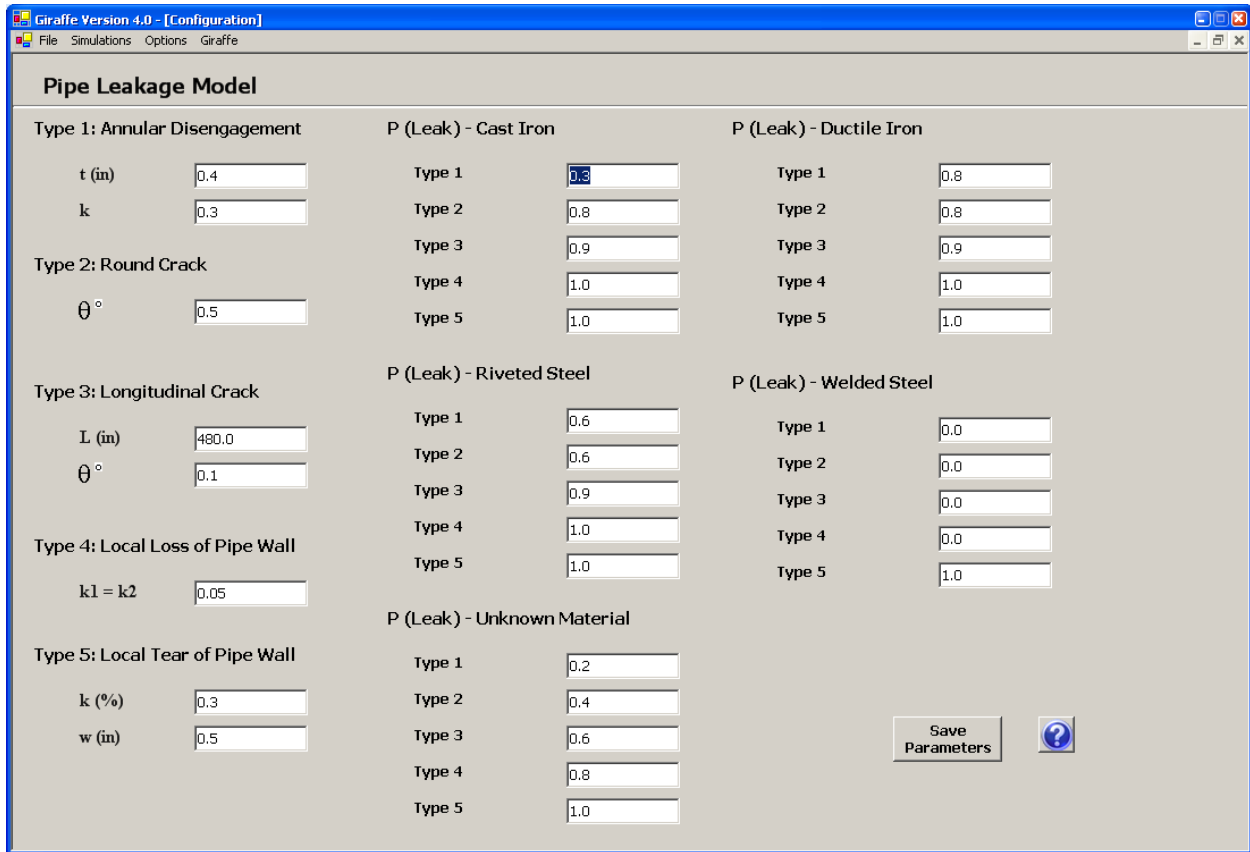 Giraffe Version 4.0 - [Configuration]
File Simulations Options Giraffe
Pipe Leakage Model
Type 1: Annular Disengagement
t (in) 0.4
k 0.3
Type 2: Round Crack
θ° 0.5
Type 3: Longitudinal Crack
L (in) 480.0
θ° 0.1
Type 4: Local Loss of Pipe Wall
k1 = k2 0.05
Type 5: Local Tear of Pipe Wall
k (%) 0.3
w (in) 0.5
P (Leak) - Cast Iron
Type 1 0.3
Type 2 0.8
Type 3 0.9
Type 4 1.0
Type 5 1.0
P (Leak) - Riveted Steel
Type 1 0.6
Type 2 0.6
Type 3 0.9
Type 4 1.0
Type 5 1.0
P (Leak) - Unknown Material
Type 1 0.2
Type 2 0.4
Type 3 0.6
Type 4 0.8
Type 5 1.0
P (Leak) - Ductile Iron
Type 1 0.8
Type 2 0.8
Type 3 0.9
Type 4 1.0
Type 5 1.0
P (Leak) - Welded Steel
Type 1 0.0
Type 2 0.0
Type 3 0.0
Type 4 0.0
Type 5 1.0
Save
Parameters
?